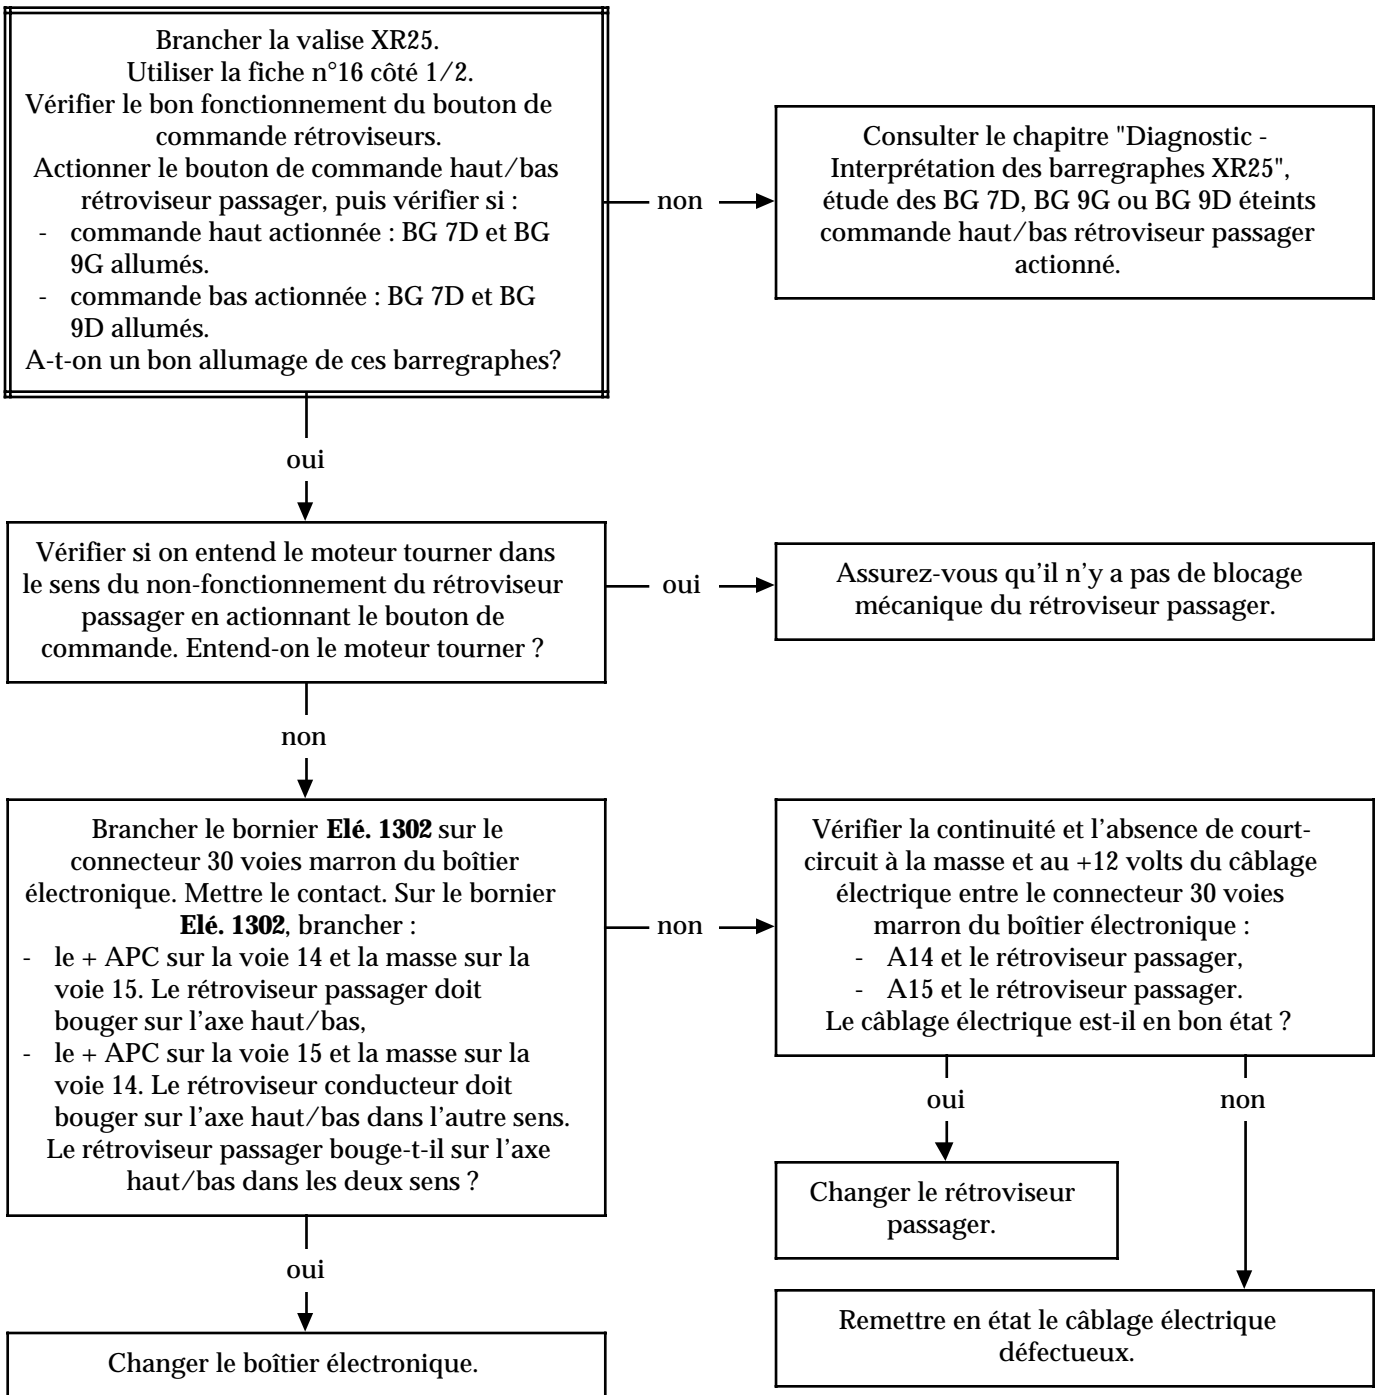 Brancher la valise XR25.
Utiliser la fiche n°16 côté 1/2.
Vérifier le bon fonctionnement du bouton de
commande rétroviseurs.
Actionner le bouton de commande haut/bas
rétroviseur passager, puis vérifier si :
- commande haut actionnée : BG 7D et BG
9G allumés.
- commande bas actionnée : BG 7D et BG
9D allumés.
A-t-on un bon allumage de ces barregraphes?
non
Consulter le chapitre "Diagnostic -
Interprétation des barregraphes XR25",
étude des BG 7D, BG 9G ou BG 9D éteints
commande haut/bas rétroviseur passager
actionné.
oui
Vérifier si on entend le moteur tourner dans
le sens du non-fonctionnement du rétroviseur
passager en actionnant le bouton de
commande. Entend-on le moteur tourner ?
oui
Assurez-vous qu'il n'y a pas de blocage
mécanique du rétroviseur passager.
non
Brancher le bornier Elé. 1302 sur le
connecteur 30 voies marron du boîtier
électronique. Mettre le contact. Sur le bornier
Elé. 1302, brancher :
- le + APC sur la voie 14 et la masse sur la
voie 15. Le rétroviseur passager doit
bouger sur l'axe haut/bas,
- le + APC sur la voie 15 et la masse sur la
voie 14. Le rétroviseur conducteur doit
bouger sur l'axe haut/bas dans l'autre sens.
Le rétroviseur passager bouge-t-il sur l'axe
haut/bas dans les deux sens ?
non
Vérifier la continuité et l'absence de court-
circuit à la masse et au +12 volts du câblage
électrique entre le connecteur 30 voies
marron du boîtier électronique :
- A14 et le rétroviseur passager,
- A15 et le rétroviseur passager.
Le câblage électrique est-il en bon état ?
oui
non
Changer le rétroviseur
passager.
oui
Remettre en état le câblage électrique
défectueux.
Changer le boîtier électronique.